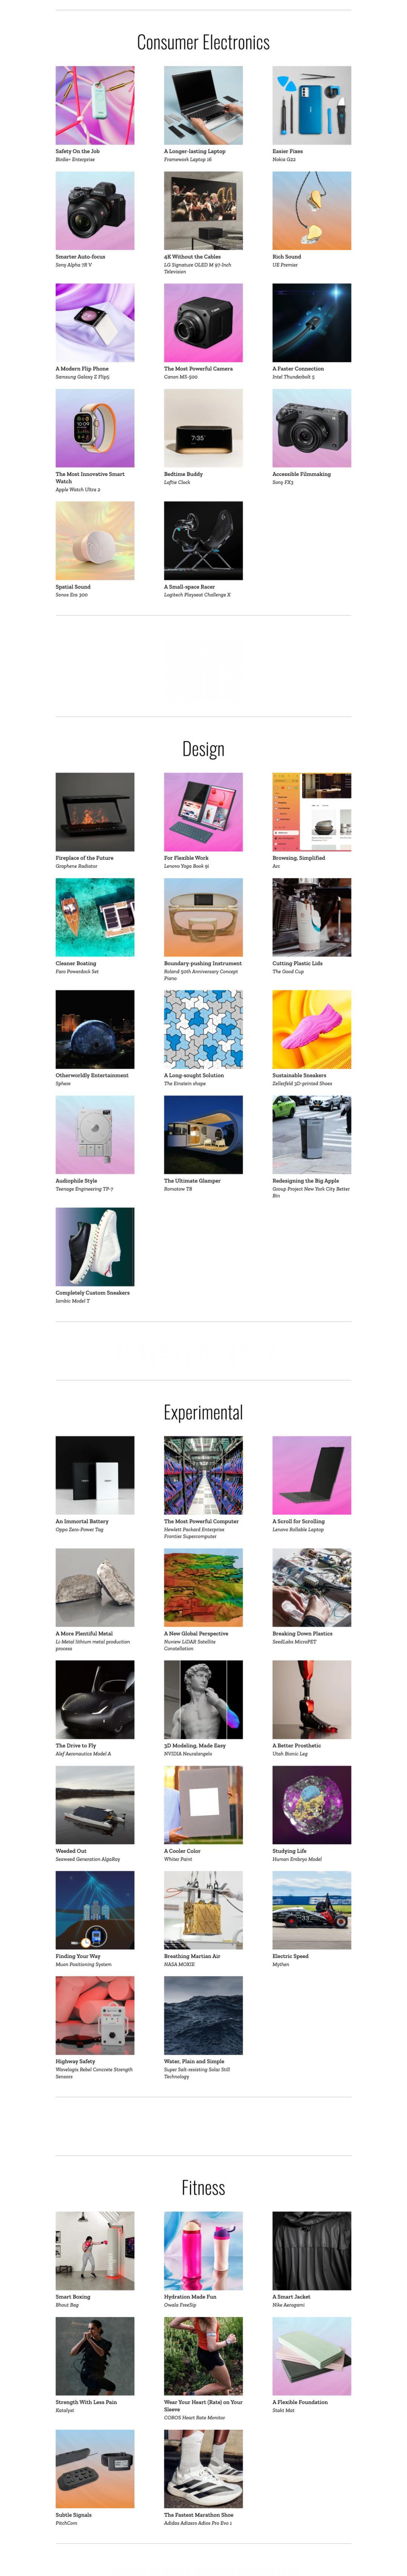 Consumer Electronics
Safety On the Job
Birdie+ Enterprise
A Longer-lasting Laptop
Framework Laptop 16
Easier Fixes
Nokia G22
Smarter Auto-focus
Sony Alpha 7R V
4K Without the Cables
LG Signature OLED M 97-Inch
Television
Rich Sound
UE Premier
A Modern Flip Phone
Samsung Galaxy Z Flip5
The Most Powerful Camera
Canon MS-500
A Faster Connection
Intel Thunderbolt 5
The Most Innovative Smart
Watch
Apple Watch Ultra 2
Bedtime Buddy
Loftie Clock
Accessible Filmmaking
Sony FX3
Spatial Sound
Sonos Era 300
A Small-space Racer
Logitech Playseat Challenge X
Design
Fireplace of the Future
Graphene Radiator
For Flexible Work
Lenovo Yoga Book 9i
Browsing, Simplified
Arc
Cleaner Boating
Faro Powerdock Set
Boundary-pushing Instrument
Roland 50th Anniversary Concept
Piano
Cutting Plastic Lids
The Good Cup
Otherworldly Entertainment
Sphere
A Long-sought Solution
The Einstein shape
Sustainable Sneakers
Zellerfeld 3D-printed Shoes
Audiophile Style
Teenage Engineering TP-7
The Ultimate Glamper
Romotow T8
Redesigning the Big Apple
Group Project New York City Better
Bin
Completely Custom Sneakers
Iambic Model T
Experimental
An Immortal Battery
Oppo Zero-Power Tag
The Most Powerful Computer
Hewlett Packard Enterprise
Frontier Supercomputer
A Scroll for Scrolling
Lenovo Rollable Laptop
A More Plentiful Metal
Li-Metal lithium metal production
process
A New Global Perspective
Nuview LiDAR Satellite
Constellation
Breaking Down Plastics
SeedLabs MicroPET
The Drive to Fly
Alef Aeronautics Model A
3D Modeling, Made Easy
NVIDIA Neuralangelo
A Better Prosthetic
Utah Bionic Leg
Weeded Out
Seaweed Generation AlgaRay
A Cooler Color
Whiter Paint
Studying Life
Human Embryo Model
Finding Your Way
Muon Positioning System
Breathing Martian Air
NASA MOXIE
Electric Speed
Mythen
Highway Safety
Wavelogix Rebel Concrete Strength
Sensors
Water, Plain and Simple
Super Salt-resisting Solar Still
Technology
Fitness
Smart Boxing
Bhout Bag
Hydration Made Fun
Owala FreeSip
A Smart Jacket
Nike Aerogami
Strength With Less Pain
Katalyst
Wear Your Heart (Rate) on Your
Sleeve
COROS Heart Rate Monitor
A Flexible Foundation
Stakt Mat
Subtle Signals
PitchCom
The Fastest Marathon Shoe
Adidas Adizero Adios Pro Evo 1